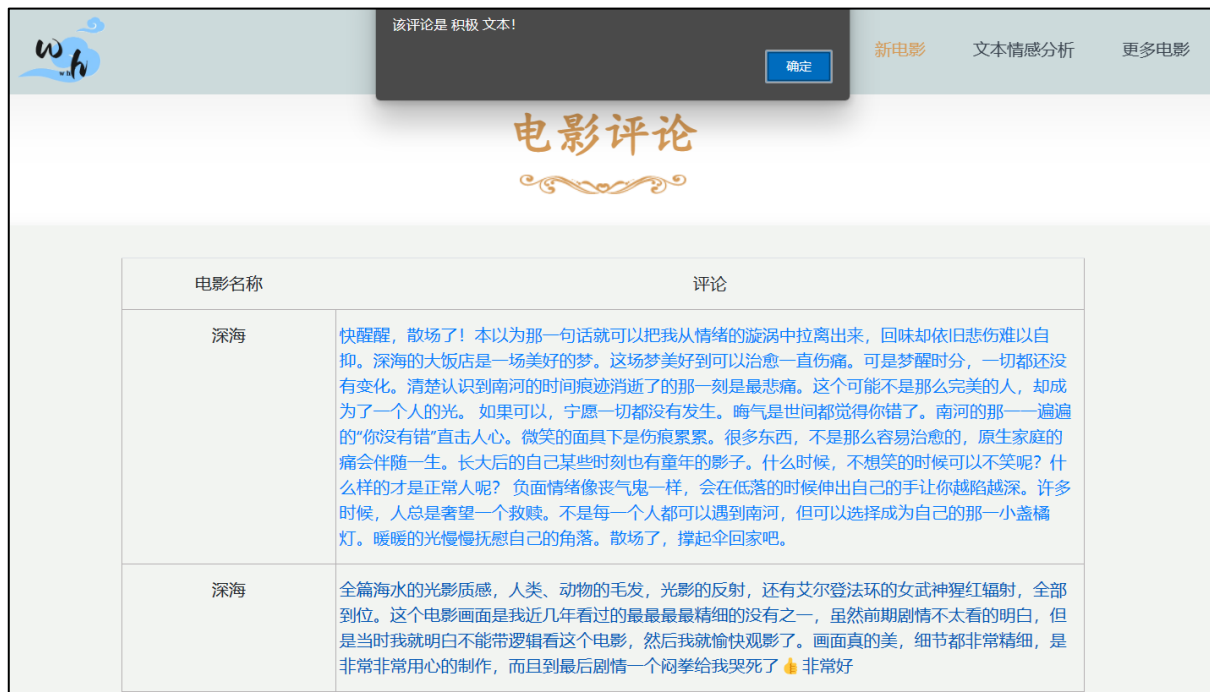 该评论是 积极 文本！
确定
wh
wh
新电影
文本情感分析
更多电影
电影评论
电影名称
评论
深海
快醒醒，散场了！本以为那一句话就可以把我从情绪的旋涡中拉离出来，回味却依旧悲伤难以自
抑。深海的大饭店是一场美好的梦。这场梦美好到可以治愈一直伤痛。可是梦醒时分，一切都还没
有变化。清楚认识到南河的时间痕迹消逝了的那一刻是最悲痛。这个可能不是那么完美的人，却成
为了一个人的光。 如果可以，宁愿一切都没有发生。晦气是世间都觉得你错了。南河的那一一遍遍
的“你没有错”直击人心。微笑的面具下是伤痕累累。很多东西，不是那么容易治愈的，原生家庭的
痛会伴随一生。长大后的自己某些时刻也有童年的影子。什么时候，不想笑的时候可以不笑呢？什
么样的才是正常人呢？ 负面情绪像丧气鬼一样，会在低落的时候伸出自己的手让你越陷越深。许多
时候，人总是奢望一个救赎。不是每一个人都可以遇到南河，但可以选择成为自己的那一小盏橘
灯。暖暖的光慢慢抚慰自己的角落。散场了，撑起伞回家吧。
深海
全篇海水的光影质感，人类、动物的毛发，光影的反射，还有艾尔登法环的女武神猩红辐射，全部
到位。这个电影画面是我近几年看过的最最最最精细的没有之一，虽然前期剧情不太看的明白，但
是当时我就明白不能带逻辑看这个电影，然后我就愉快观影了。画面真的美，细节都非常精细，是
非常非常用心的制作，而且到最后剧情一个闷拳给我哭死了👍非常好